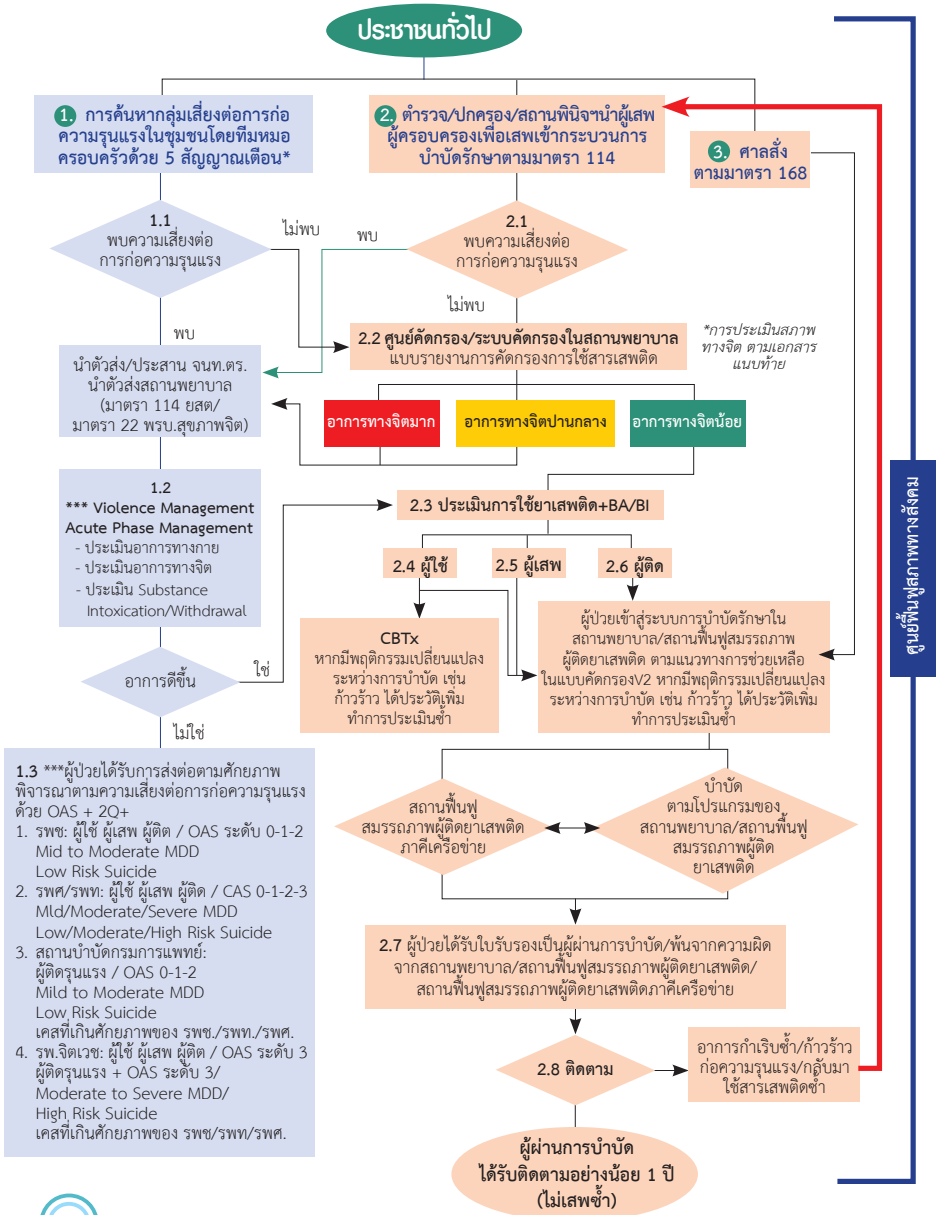 ประชาชนทั่วไป
1. การค้นหากลุ่มเสี่ยงต่อการก่อ
ความรุนแรงในชุมชนโดยทีมหมอ
ครอบครัวด้วย 5 สัญญาณเตือน*
2. ตำรวจ/ปกครอง/สถานพินิจฯนำผู้เสพ
ผู้ครอบครองเพื่อเสพเข้ากระบวนการ
บำบัดรักษาตามมาตรา 114
3. ศาลสั่ง
ตามมาตรา 168
1.1
พบความเสี่ยงต่อ
การก่อความรุนแรง
ไม่พบ
พบ
2.1
พบความเสี่ยงต่อ
การก่อความรุนแรง
ไม่พบ
พบ
2.2 ศูนย์คัดกรอง/ระบบคัดกรองในสถานพยาบาล
แบบรายงานการคัดกรองการใช้สารเสพติด
*การประเมินสภาพ
ทางจิต ตามเอกสาร
แนบท้าย
นำตัวส่ง/ประสาน จนท.ตร.
นำตัวส่งสถานพยาบาล
(มาตรา 114 ยสต/
มาตรา 22 พรบ.สุขภาพจิต)
อาการทางจิตมาก
อาการทางจิตปานกลาง
อาการทางจิตน้อย
1.2
*** Violence Management
Acute Phase Management
- ประเมินอาการทางกาย
- ประเมินอาการทางจิต
- ประเมิน Substance
Intoxication/Withdrawal
2.3 ประเมินการใช้ยาเสพติด+BA/BI
2.4 ผู้ใช้
2.5 ผู้เสพ
2.6 ผู้ติด
CBTx
หากมีพฤติกรรมเปลี่ยนแปลง
ระหว่างการบำบัด เช่น
ก้าวร้าว ได้ประวัติเพิ่ม
ทำการประเมินซ้ำ
ผู้ป่วยเข้าสู่ระบบการบำบัดรักษาใน
สถานพยาบาล/สถานฟื้นฟูสมรรถภาพ
ผู้ติดยาเสพติด ตามแนวทางการช่วยเหลือ
ในแบบคัดกรองV2 หากมีพฤติกรรมเปลี่ยนแปลง
ระหว่างการบำบัด เช่น ก้าวร้าว ได้ประวัติเพิ่ม
ทำการประเมินซ้ำ
อาการดีขึ้น
ใช่
ไม่ใช่
1.3 ***ผู้ป่วยได้รับการส่งต่อตามศักยภาพ
พิจารณาตามความเสี่ยงต่อการก่อความรุนแรง
ด้วย OAS + 2Q+
1. รพช: ผู้ใช้ ผู้เสพ ผู้ติต / OAS ระดับ 0-1-2
Mid to Moderate MDD
Low Risk Suicide
2. รพศ/รพท: ผู้ใช้ ผู้เสพ ผู้ติด / CAS 0-1-2-3
Mld/Moderate/Severe MDD
Low/Moderate/High Risk Suicide
3. สถานบำบัดกรมการแพทย์:
ผู้ติดรุนแรง / OAS 0-1-2
Mild to Moderate MDD
Low Risk Suicide
เคสที่เกินศักยภาพของ รพช./รพท./รพศ.
4. รพ.จิตเวช: ผู้ใช้ ผู้เสพ ผู้ติด / OAS ระดับ 3
ผู้ติดรุนแรง + OAS ระดับ 3/
Moderate to Severe MDD/
High Risk Suicide
เคสที่เกินศักยภาพของ รพช/รพท/รพศ.
สถานฟื้นฟู
สมรรถภาพผู้ติดยาเสพติด
ภาคีเครือข่าย
บำบัด
ตามโปรแกรมของ
สถานพยาบาล/สถานพื้นฟู
สมรรถภาพผู้ติด
ยาเสพติด
2.7 ผู้ป่วยได้รับใบรับรองเป็นผู้ผ่านการบำบัด/พ้นจากความผิด
จากสถานพยาบาล/สถานฟื้นฟูสมรรถภาพผู้ติดยาเสพติด/
สถานฟื้นฟูสมรรถภาพผู้ติดยาเสพติดภาคีเครือข่าย
2.8 ติดตาม
อาการกำเริบซ้ำ/ก้าวร้าว
ก่อความรุนแรง/กลับมา
ใช้สารเสพติดซ้ำ
ผู้ผ่านการบำบัด
ได้รับติดตามอย่างน้อย 1 ปี
(ไม่เสพซ้ำ)
ศูนย์ฟื้นฟูสภาพทางสังคม